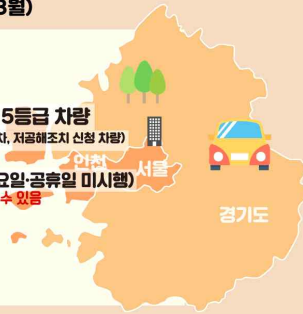 3월)
5등급 차량
차, 저공해조치 신청 차량)
인천
서울
요일·공휴일 미시행)
수 있음
경기도